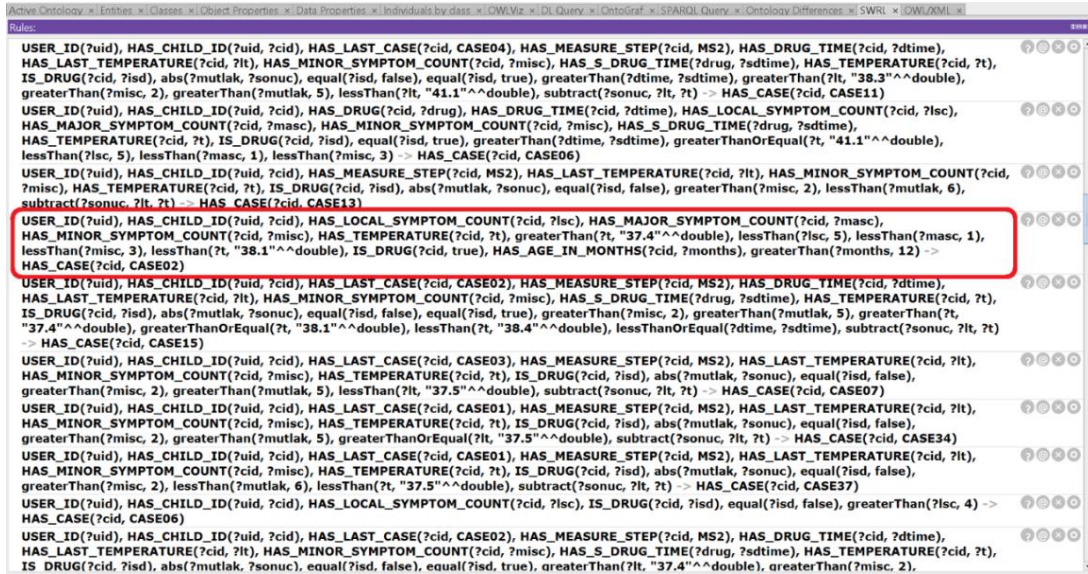 Active Ontology × Entities × Classes × Object Properties × Data Properties × Individuals by class × OWLViz × DL Query × OntoGraf × SPARQL Query × Ontology Differences × SWRL × OWL/XML ×
Rules:
USER_ID(?uid), HAS_CHILD_ID(?uid, ?cid), HAS_LAST_CASE(?cid, CASE04), HAS_MEASURE_STEP(?cid, MS2), HAS_DRUG_TIME(?cid, ?dtime),
HAS_LAST_TEMPERATURE(?cid, ?lt), HAS_MINOR_SYMPTOM_COUNT(?cid, ?misc), HAS_S_DRUG_TIME(?drug, ?sdtime), HAS_TEMPERATURE(?cid, ?t),
IS_DRUG(?cid, ?isd), abs(?mutlak, ?sonuc), equal(?isd, false), equal(?isd, true), greaterThan(?dtime, ?sdtime), greaterThan(?lt, "38.3"^^double),
greaterThan(?misc, 2), greaterThan(?mutlak, 5), lessThan(?lt, "41.1"^^double), subtract(?sonuc, ?lt, ?t) -> HAS_CASE(?cid, CASE11)
USER_ID(?uid), HAS_CHILD_ID(?uid, ?cid), HAS_DRUG(?cid, ?drug), HAS_DRUG_TIME(?cid, ?dtime), HAS_LOCAL_SYMPTOM_COUNT(?cid, ?lsc),
HAS_MAJOR_SYMPTOM_COUNT(?cid, ?masc), HAS_MINOR_SYMPTOM_COUNT(?cid, ?misc), HAS_S_DRUG_TIME(?drug, ?sdtime),
HAS_TEMPERATURE(?cid, ?t), IS_DRUG(?cid, ?isd), equal(?isd, true), greaterThan(?dtime, ?sdtime), greaterThanOrEqual(?t, "41.1"^^double),
lessThan(?lsc, 5), lessThan(?masc, 1), lessThan(?misc, 3) -> HAS_CASE(?cid, CASE06)
USER_ID(?uid), HAS_CHILD_ID(?uid, ?cid), HAS_MEASURE_STEP(?cid, MS2), HAS_LAST_TEMPERATURE(?cid, ?lt), HAS_MINOR_SYMPTOM_COUNT(?cid,
?misc), HAS_TEMPERATURE(?cid, ?t), IS_DRUG(?cid, ?isd), abs(?mutlak, ?sonuc), equal(?isd, false), greaterThan(?misc, 2), lessThan(?mutlak, 6),
subtract(?sonuc, ?lt, ?t) -> HAS_CASE(?cid, CASE13)
USER_ID(?uid), HAS_CHILD_ID(?uid, ?cid), HAS_LOCAL_SYMPTOM_COUNT(?cid, ?lsc), HAS_MAJOR_SYMPTOM_COUNT(?cid, ?masc),
HAS_MINOR_SYMPTOM_COUNT(?cid, ?misc), HAS_TEMPERATURE(?cid, ?t), greaterThan(?t, "37.4"^^double), lessThan(?lsc, 5), lessThan(?masc, 1),
lessThan(?misc, 3), lessThan(?t, "38.1"^^double), IS_DRUG(?cid, true), HAS_AGE_IN_MONTHS(?cid, ?months), greaterThan(?months, 12) ->
HAS_CASE(?cid, CASE02)
USER_ID(?uid), HAS_CHILD_ID(?uid, ?cid), HAS_LAST_CASE(?cid, CASE02), HAS_MEASURE_STEP(?cid, MS2), HAS_DRUG_TIME(?cid, ?dtime),
HAS_LAST_TEMPERATURE(?cid, ?lt), HAS_MINOR_SYMPTOM_COUNT(?cid, ?misc), HAS_S_DRUG_TIME(?drug, ?sdtime), HAS_TEMPERATURE(?cid, ?t),
IS_DRUG(?cid, ?isd), abs(?mutlak, ?sonuc), equal(?isd, false), equal(?isd, true), greaterThan(?misc, 2), greaterThan(?mutlak, 5), greaterThan(?t,
"37.4"^^double), greaterThanOrEqual(?t, "38.1"^^double), lessThan(?t, "38.4"^^double), lessThanOrEqual(?dtime, ?sdtime), subtract(?sonuc, ?lt, ?t)
-> HAS_CASE(?cid, CASE15)
USER_ID(?uid), HAS_CHILD_ID(?uid, ?cid), HAS_LAST_CASE(?cid, CASE03), HAS_MEASURE_STEP(?cid, MS2), HAS_LAST_TEMPERATURE(?cid, ?lt),
HAS_MINOR_SYMPTOM_COUNT(?cid, ?misc), HAS_TEMPERATURE(?cid, ?t), IS_DRUG(?cid, ?isd), abs(?mutlak, ?sonuc), equal(?isd, false),
greaterThan(?misc, 2), greaterThan(?mutlak, 5), lessThan(?lt, "37.5"^^double), subtract(?sonuc, ?lt, ?t) -> HAS_CASE(?cid, CASE07)
USER_ID(?uid), HAS_CHILD_ID(?uid, ?cid), HAS_LAST_CASE(?cid, CASE01), HAS_MEASURE_STEP(?cid, MS2), HAS_LAST_TEMPERATURE(?cid, ?lt),
HAS_MINOR_SYMPTOM_COUNT(?cid, ?misc), HAS_TEMPERATURE(?cid, ?t), IS_DRUG(?cid, ?isd), abs(?mutlak, ?sonuc), equal(?isd, false),
greaterThan(?misc, 2), greaterThan(?mutlak, 5), greaterThanOrEqual(?lt, "37.5"^^double), subtract(?sonuc, ?lt, ?t) -> HAS_CASE(?cid, CASE34)
USER_ID(?uid), HAS_CHILD_ID(?uid, ?cid), HAS_LAST_CASE(?cid, CASE01), HAS_MEASURE_STEP(?cid, MS2), HAS_LAST_TEMPERATURE(?cid, ?lt),
HAS_MINOR_SYMPTOM_COUNT(?cid, ?misc), HAS_TEMPERATURE(?cid, ?t), IS_DRUG(?cid, ?isd), abs(?mutlak, ?sonuc), equal(?isd, false),
greaterThan(?misc, 2), lessThan(?mutlak, 6), lessThan(?t, "37.5"^^double), subtract(?sonuc, ?lt, ?t) -> HAS_CASE(?cid, CASE37)
USER_ID(?uid), HAS_CHILD_ID(?uid, ?cid), HAS_LOCAL_SYMPTOM_COUNT(?cid, ?lsc), IS_DRUG(?cid, ?isd), equal(?isd, false), greaterThan(?lsc, 4) ->
HAS_CASE(?cid, CASE06)
USER_ID(?uid), HAS_CHILD_ID(?uid, ?cid), HAS_LAST_CASE(?cid, CASE02), HAS_MEASURE_STEP(?cid, MS2), HAS_DRUG_TIME(?cid, ?dtime),
HAS_LAST_TEMPERATURE(?cid, ?lt), HAS_MINOR_SYMPTOM_COUNT(?cid, ?misc), HAS_S_DRUG_TIME(?drug, ?sdtime), HAS_TEMPERATURE(?cid, ?t),
IS_DRUG(?cid, ?isd), abs(?mutlak, ?sonuc), equal(?isd, false), equal(?isd, true), greaterThan(?lt, "37.4"^^double), greaterThan(?misc, 2),